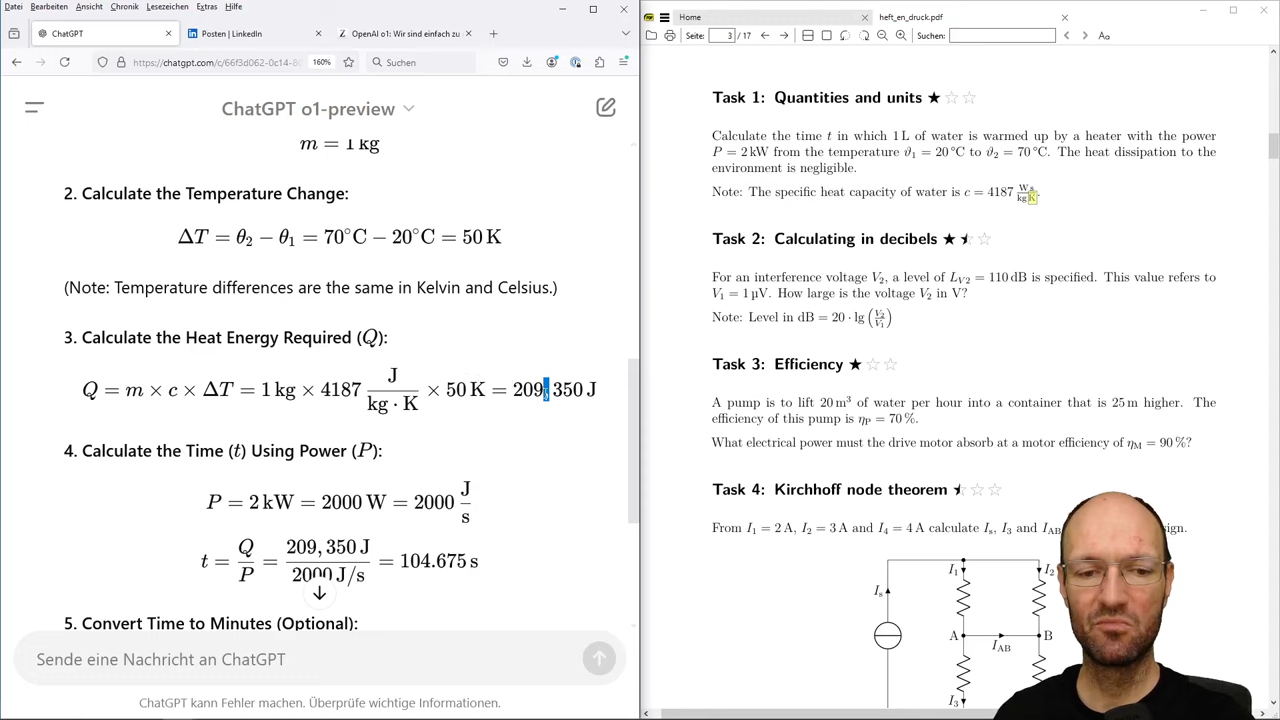 Datei Bearbeiten Ansicht Chronik Lesezeichen Extras Hilfe
ChatGPT
Posten | LinkedIn
OpenAI o1: Wir sind einfach zu
https://chatgpt.com/c/66f3d062-0c14-80
160%
Suchen
ChatGPT o1-preview
m = 1 kg
2. Calculate the Temperature Change:
ΔT = θ₂ − θ₁ = 70°C − 20°C = 50 K
(Note: Temperature differences are the same in Kelvin and Celsius.)
3. Calculate the Heat Energy Required (Q):
Q = m × c × ΔT = 1 kg × 4187 J/(kg · K) × 50 K = 209,350 J
4. Calculate the Time (t) Using Power (P):
P = 2 kW = 2000 W = 2000 J/s
t = Q/P = 209,350 J / 2000 J/s = 104.675 s
5. Convert Time to Minutes (Optional):
Sende eine Nachricht an ChatGPT
ChatGPT kann Fehler machen. Überprüfe wichtige Informationen.
Home
heft_en_druck.pdf
Seite: 3 / 17
Suchen:
Aa
Task 1: Quantities and units ★☆☆
Calculate the time t in which 1 L of water is warmed up by a heater with the power
P = 2 kW from the temperature ϑ₁ = 20 °C to ϑ₂ = 70 °C. The heat dissipation to the
environment is negligible.
Note: The specific heat capacity of water is c = 4187 Ws/(kg K).
Task 2: Calculating in decibels
For an interference voltage V₂, a level of L_V2 = 110 dB is specified. This value refers to
V₁ = 1 µV. How large is the voltage V₂ in V?
Note: Level in dB = 20 · lg (V₂/V₁)
Task 3: Efficiency ★☆☆
A pump is to lift 20 m³ of water per hour into a container that is 25 m higher. The
efficiency of this pump is η_P = 70 %.
What electrical power must the drive motor absorb at a motor efficiency of η_M = 90 %?
Task 4: Kirchhoff node theorem
From I₁ = 2 A, I₂ = 3 A and I₄ = 4 A calculate Iₛ, I₃ and I_AB
I₁
I₂
Iₛ
A
B
I_AB
I₃